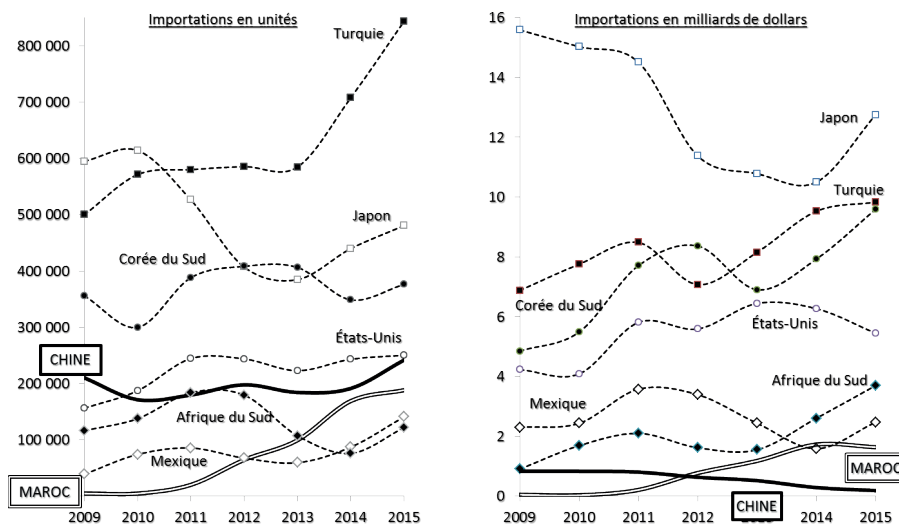 Importations en unités
800 000
700 000
600 000
500 000
400 000
300 000
200 000
100 000
2009 2010 2011 2012 2013 2014 2015
Turquie
Japon
Corée du Sud
États-Unis
CHINE
Afrique du Sud
Mexique
MAROC
Importations en milliards de dollars
16
14
12
10
8
6
4
2
0
2009 2010 2011 2012 2013 2014 2015
Japon
Turquie
Corée du Sud
États-Unis
Afrique du Sud
Mexique
MAROC
CHINE